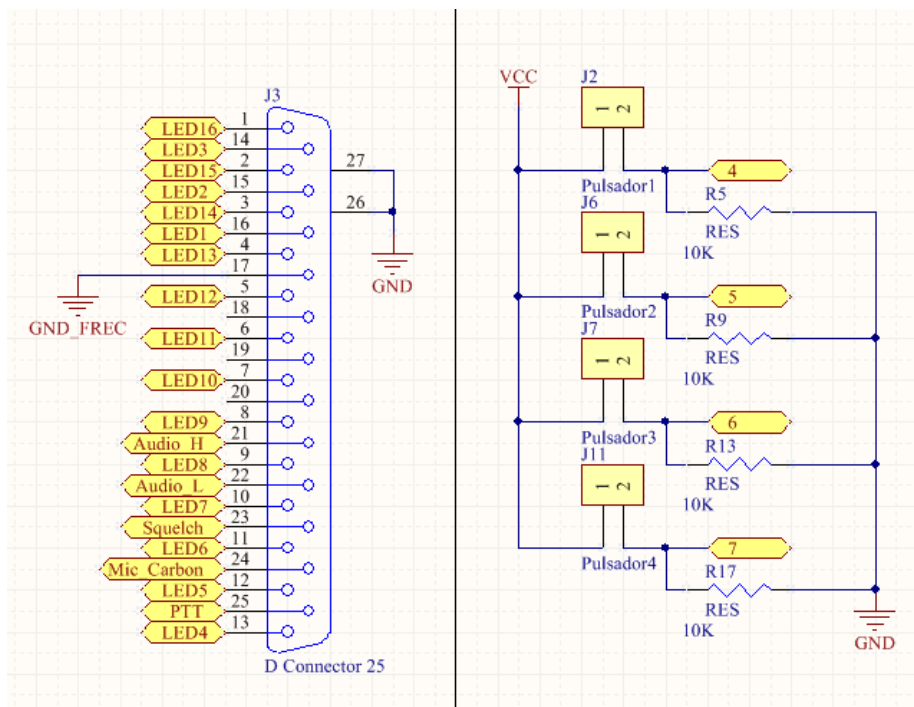 J3
LED16 1
LED3 14
LED15 2
LED2 15
LED14 3
LED1 16
LED13 4
17
LED12 5
18
LED11 6
19
LED10 7
20
LED9 8
Audio_H 21
LED8 9
Audio_L 22
LED7 10
Squelch 23
LED6 11
Mic_Carbon 24
LED5 12
PTT 25
LED4 13
27
26
GND
GND_FREC
D Connector 25
VCC
J2
1 2
Pulsador1
4
R5
RES
10K
J6
1 2
Pulsador2
5
R9
RES
10K
J7
1 2
Pulsador3
6
R13
RES
10K
J11
1 2
Pulsador4
7
R17
RES
10K
GND